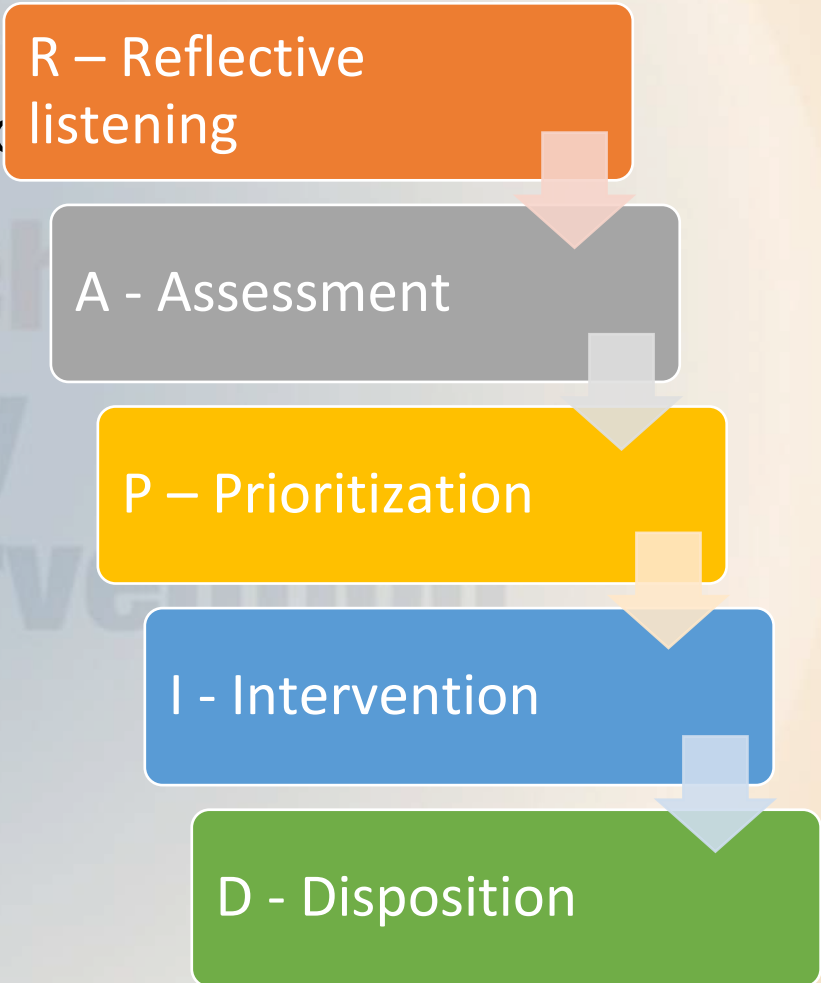 R – Reflective
listening
A - Assessment
P – Prioritization
I - Intervention
D - Disposition